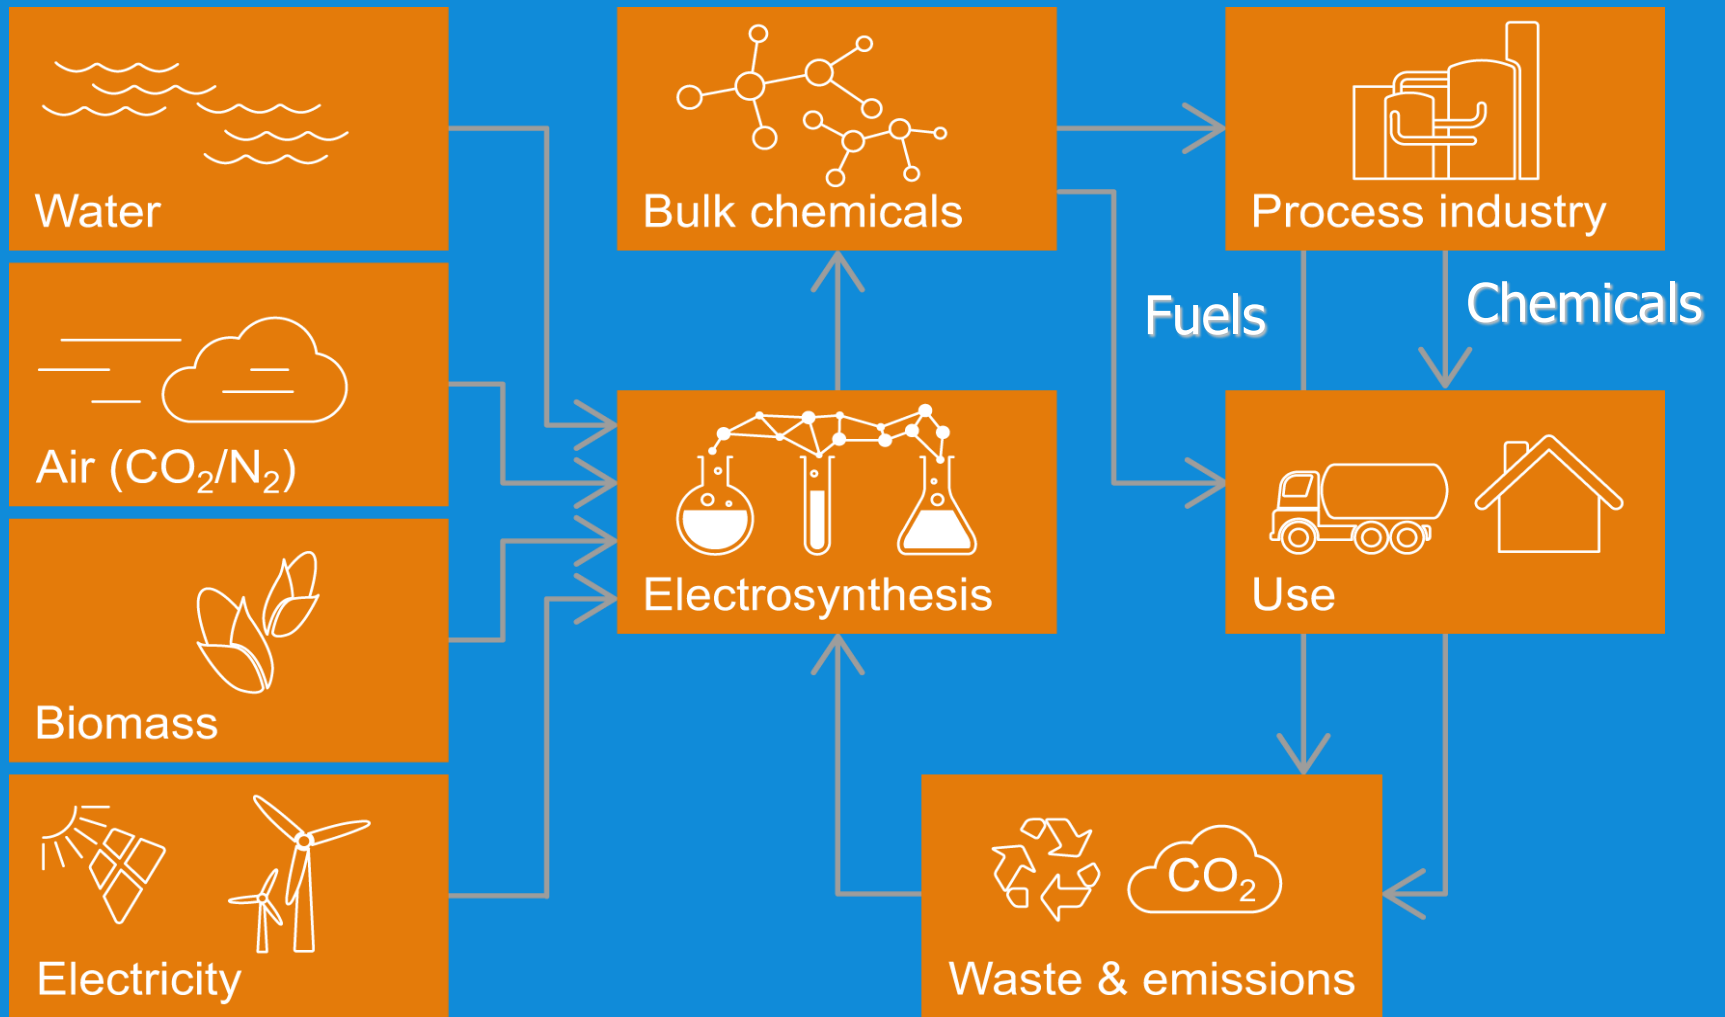 Water
Bulk chemicals
Process industry
Fuels
Chemicals
Air (CO₂/N₂)
Electrosynthesis
Use
Biomass
CO₂
Electricity
Waste & emissions